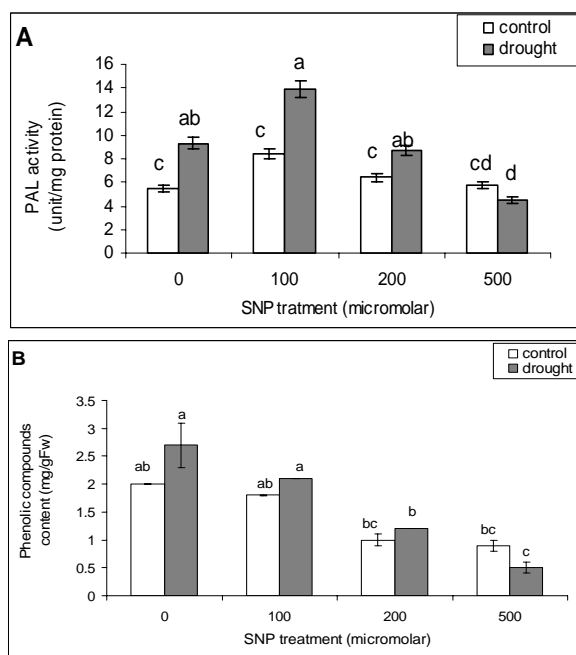 A
control
drought
PAL activity
(unit/mg protein)
16
14
12
10
8
6
4
2
0
c
ab
c
a
c
ab
cd
d
0 100 200 500
SNP tratment (micromolar)
B
control
drought
Phenolic compounds
content (mg/gFw)
3.5
3
2.5
2
1.5
1
0.5
0
ab
a
ab
a
bc
b
bc
c
0 100 200 500
SNP treatment (micromolar)